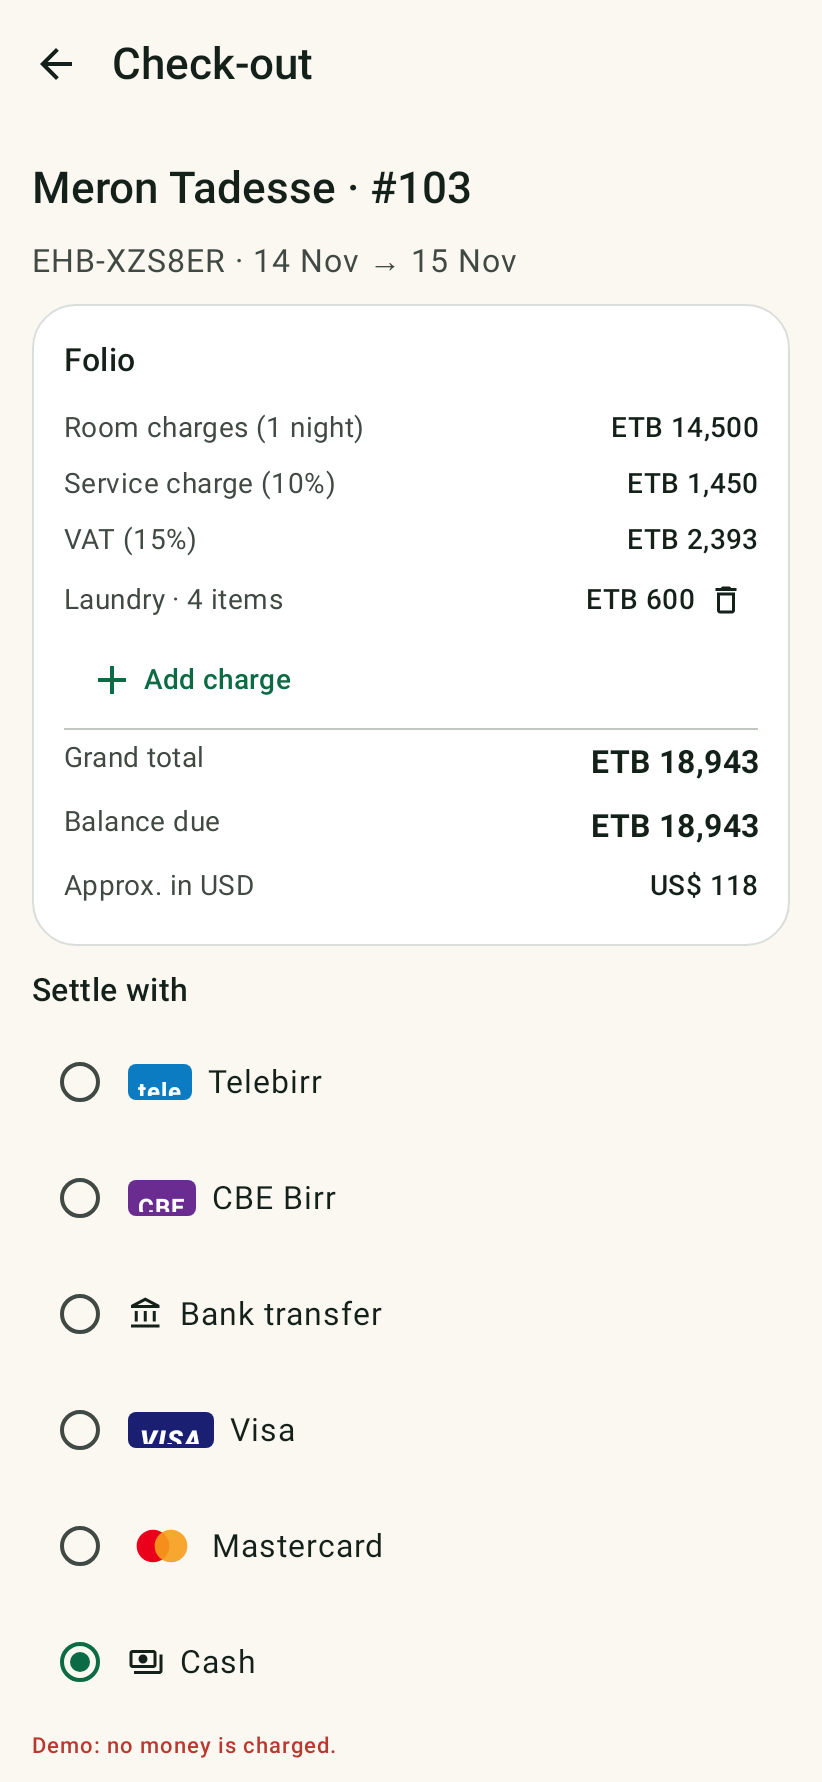 Check-out
Meron Tadesse · #103
EHB-XZS8ER · 14 Nov → 15 Nov
Folio
Room charges (1 night) ETB 14,500
Service charge (10%) ETB 1,450
VAT (15%) ETB 2,393
Laundry · 4 items ETB 600
Add charge
Grand total ETB 18,943
Balance due ETB 18,943
Approx. in USD US$ 118
Settle with
tele Telebirr
CBE CBE Birr
Bank transfer
VISA Visa
Mastercard
Cash
Demo: no money is charged.